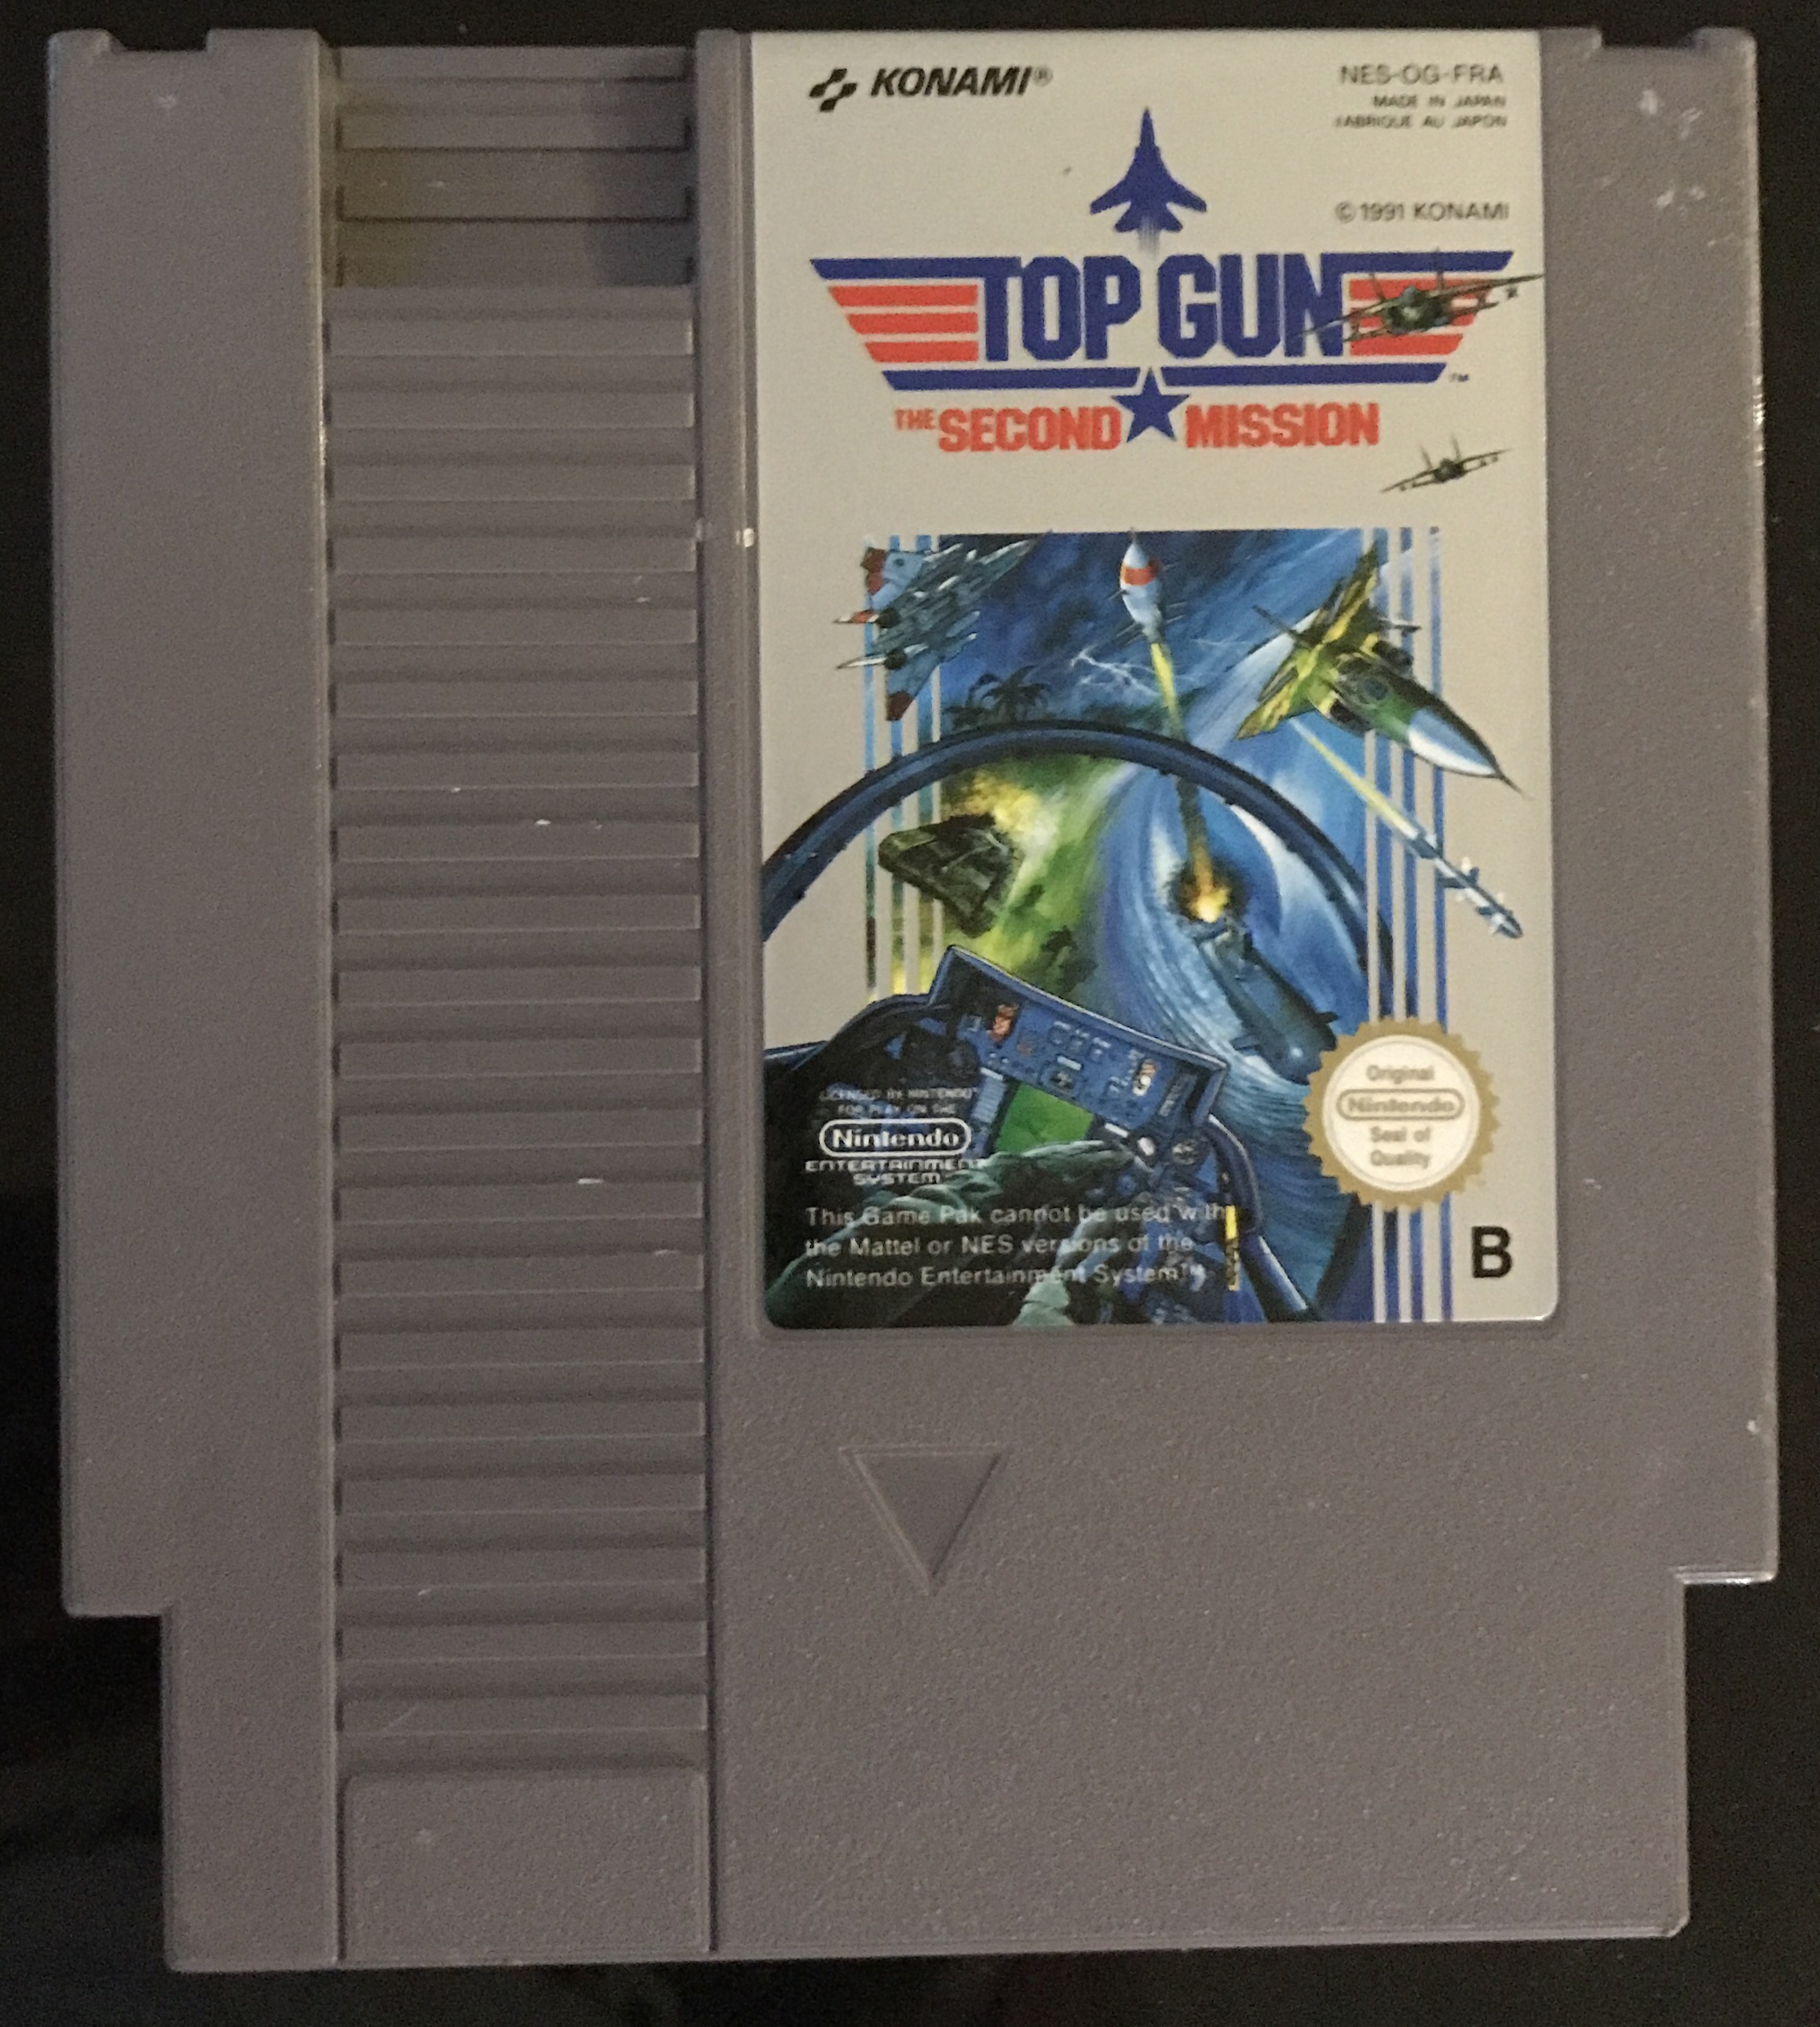 KONAMI®
NES-OG-FRA
MADE IN JAPAN
FABRIQUE AU JAPON
© 1991 KONAMI
TOP GUN
TM
THE SECOND MISSION
LICENSED BY NINTENDO
FOR PLAY ON THE
Nintendo
ENTERTAINMENT
SYSTEM
Original
Nintendo
Seal of
Quality
This Game Pak cannot be used with
the Mattel or NES versions of the
Nintendo Entertainment System™
B